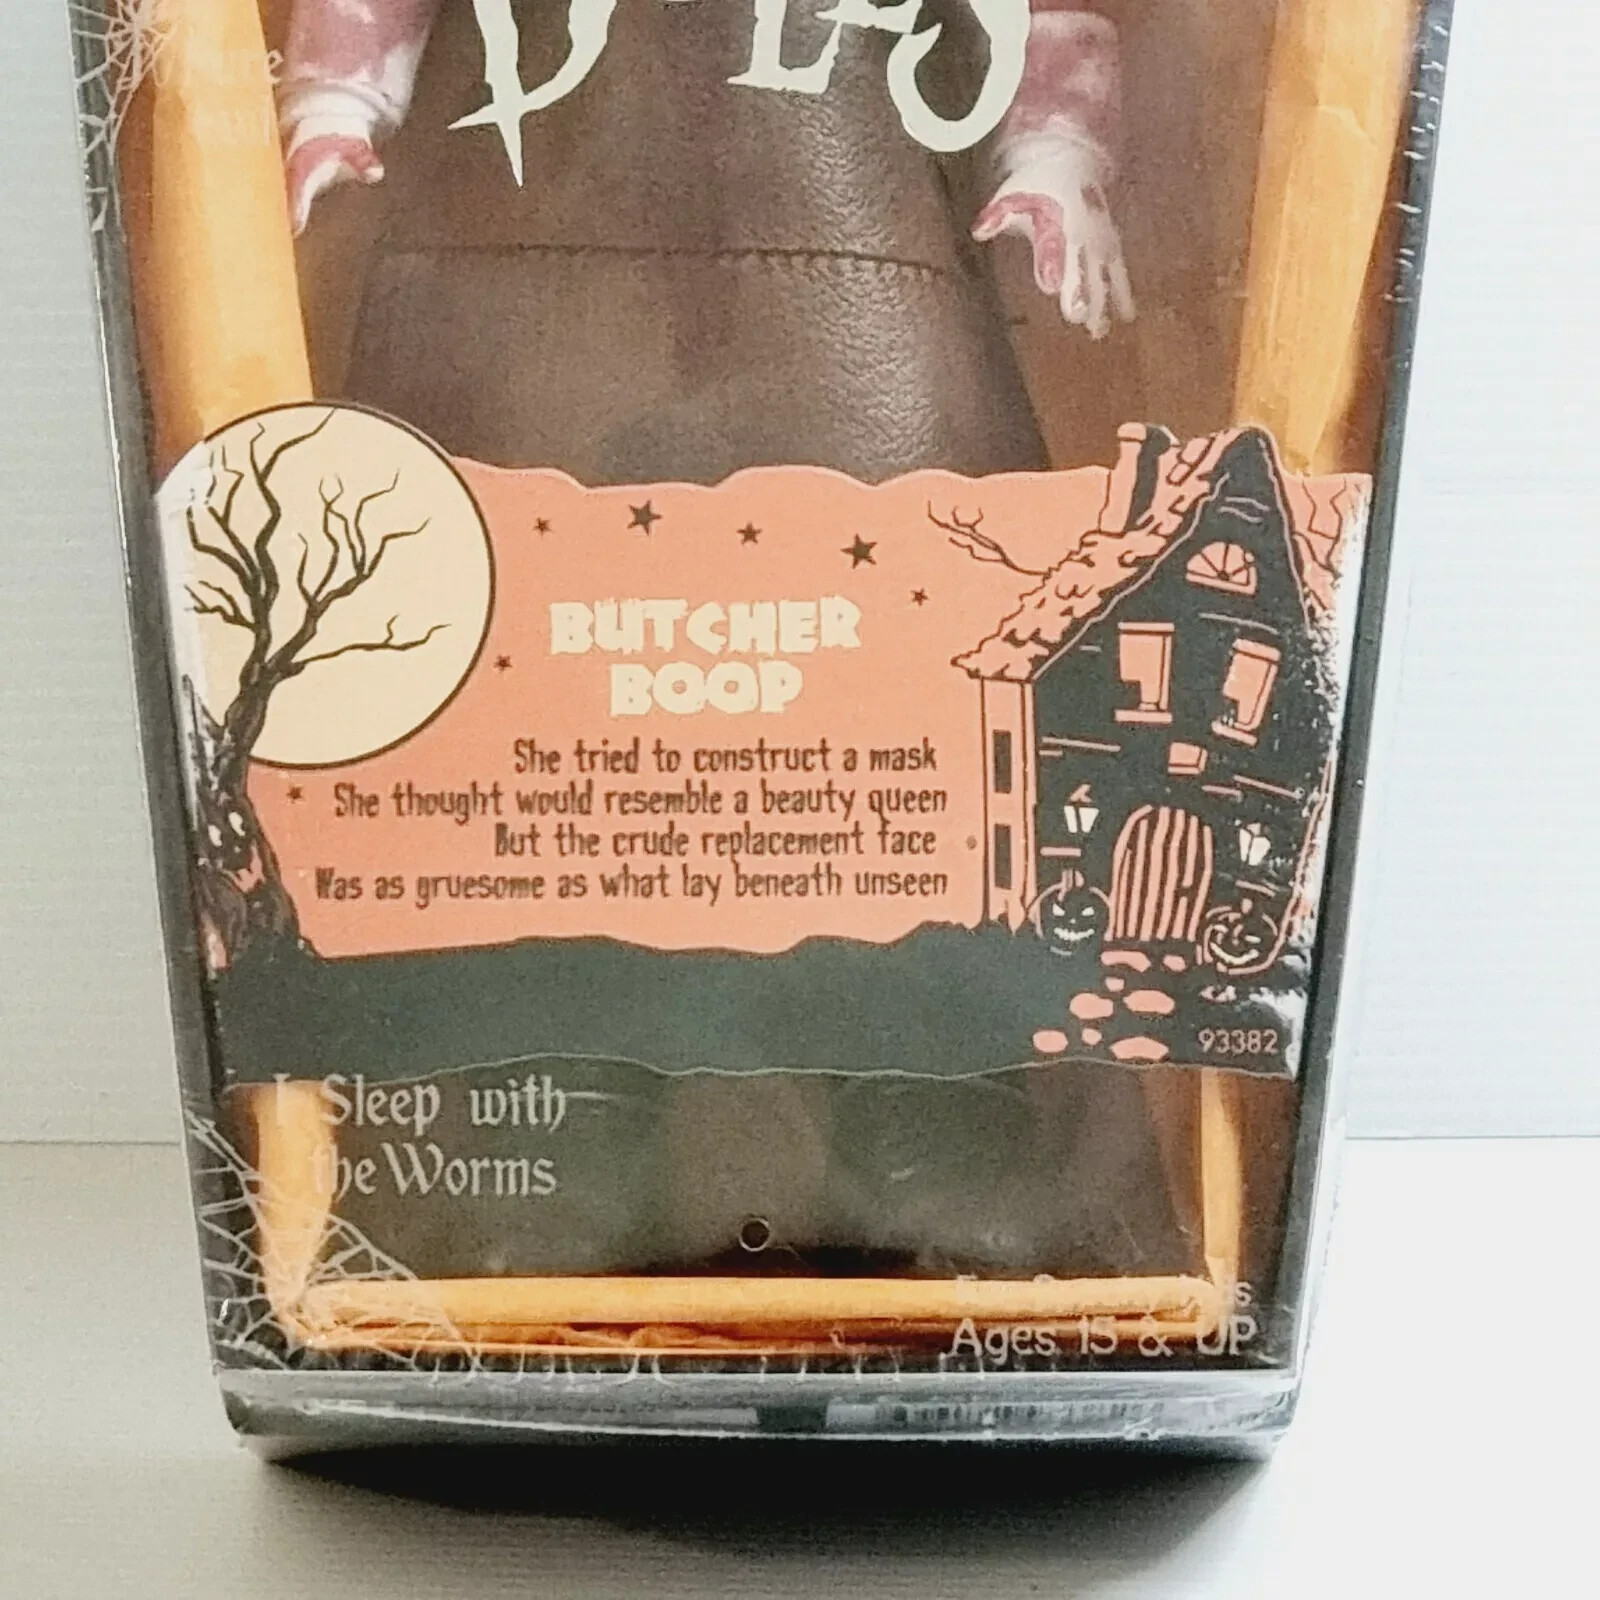 BUTCHER
BOOP
She tried to construct a mask
She thought would resemble a beauty queen
But the crude replacement face
Was as gruesome as what lay beneath unseen
93382
I Sleep with
the Worms
Ages 15 & UP